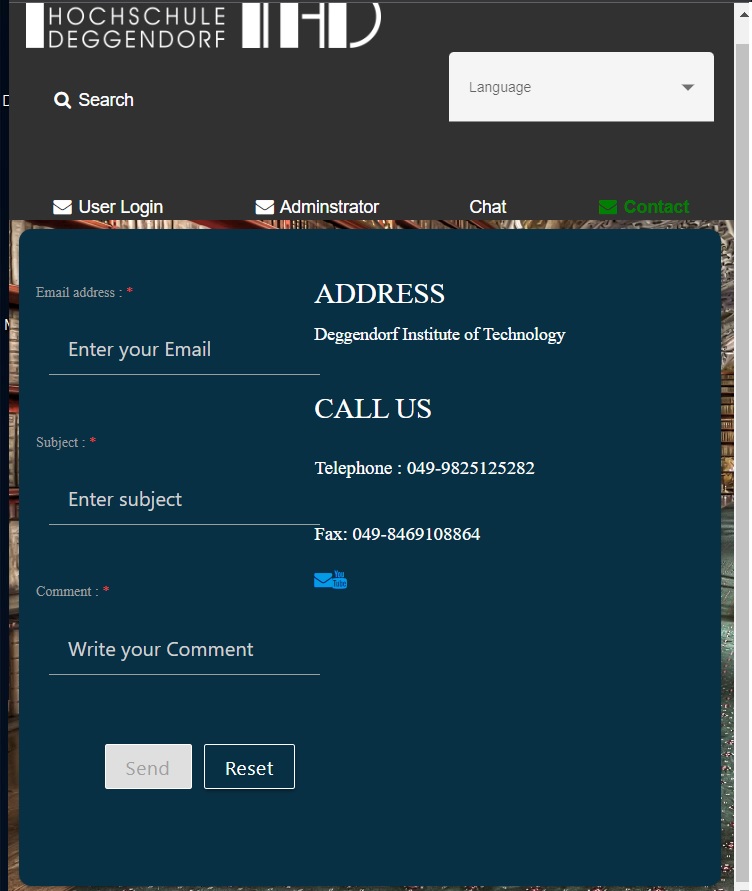 HOCHSCHULE
DEGGENDORF
THD
Language
Search
User Login
Adminstrator
Chat
Contact
Email address : *
Enter your Email
Subject : *
Enter subject
Comment : *
Write your Comment
Send
Reset
ADDRESS
Deggendorf Institute of Technology
CALL US
Telephone : 049-9825125282
Fax: 049-8469108864
You
Tube